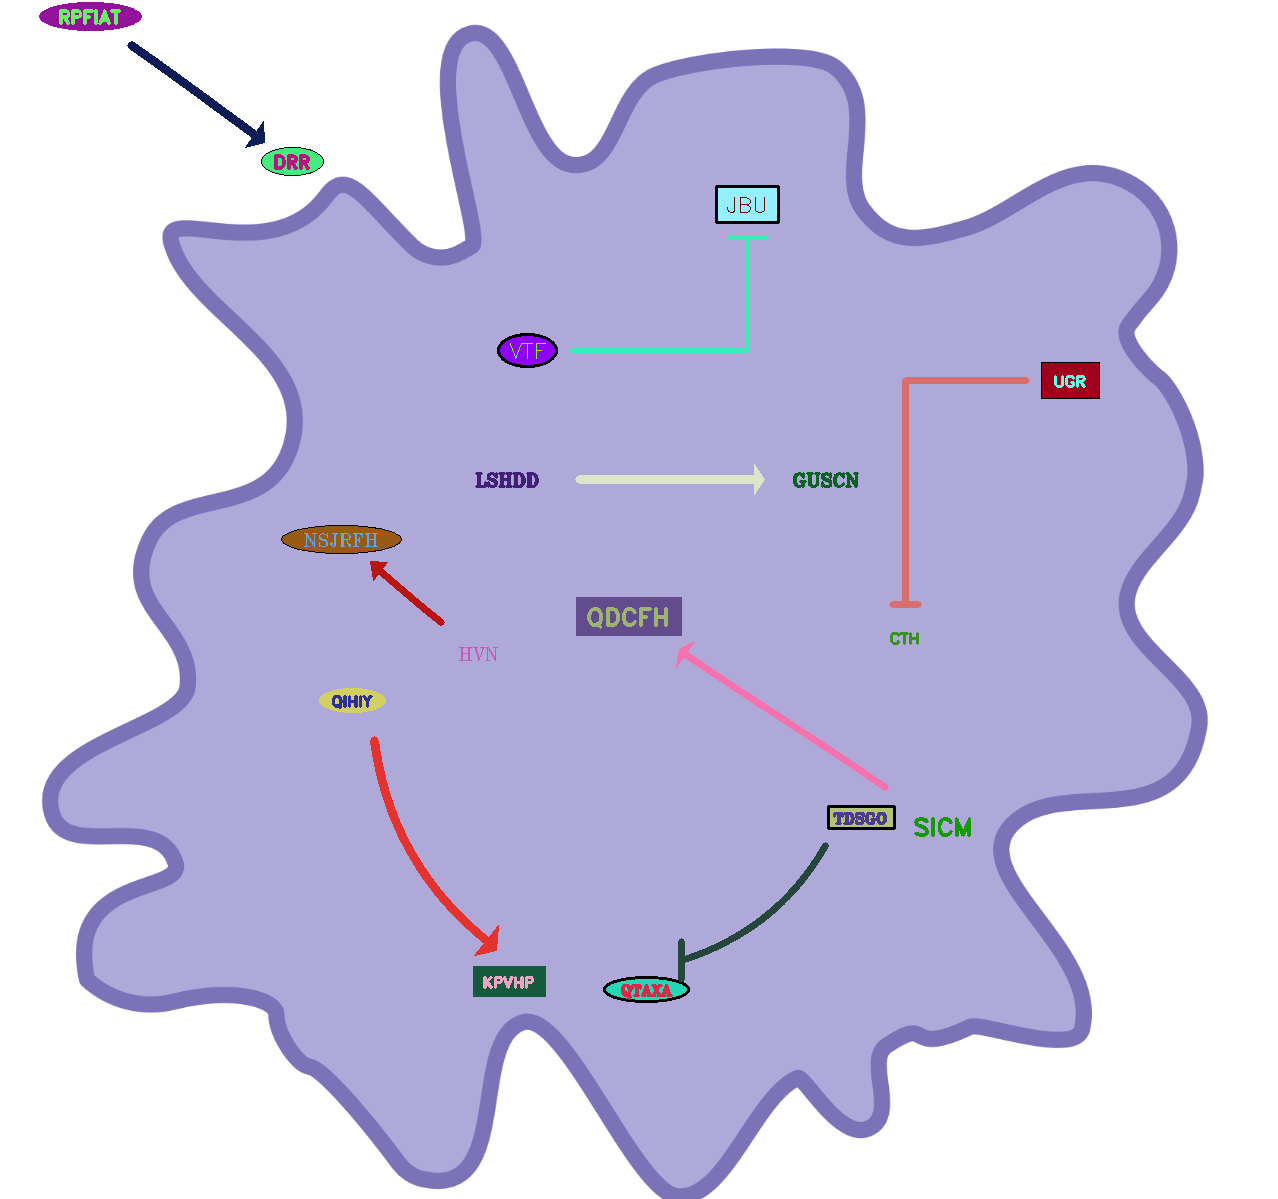 RPFIAT
DRR
JBU
VTF
UGR
LSHDD
GUSCN
NSJRFH
QDCFH
CTH
HVN
QIHIY
TDSGO
SICM
KPVHP
QTAXA